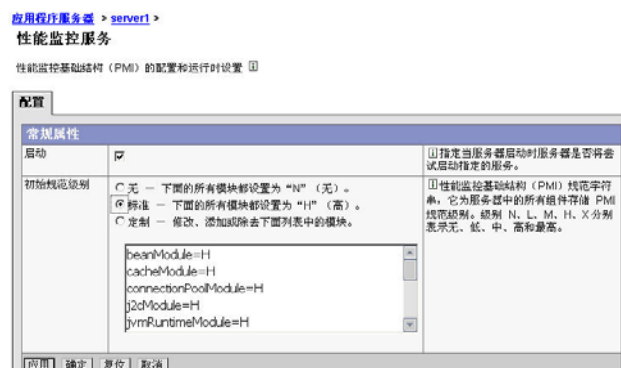 应用程序服务器 > server1 >
性能监控服务
性能监控基础结构（PMI）的配置和运行时设置 i
配置
常规属性
启动
i 指定当服务器启动时服务器是否将尝
试启动指定的服务。
初始规范级别
无 — 下面的所有模块都设置为“N”（无）。
标准 — 下面的所有模块都设置为“H”（高）。
定制 — 修改、添加或除去下面列表中的模块。
beanModule=H
cacheModule=H
connectionPoolModule=H
j2cModule=H
jvmRuntimeModule=H
i 性能监控基础结构（PMI）规范字符
串，它为服务器中的所有组件存储 PMI
规范级别。级别 N、L、M、H、X分别
表示无、低、中、高和最高。
应用 确定 复位 取消